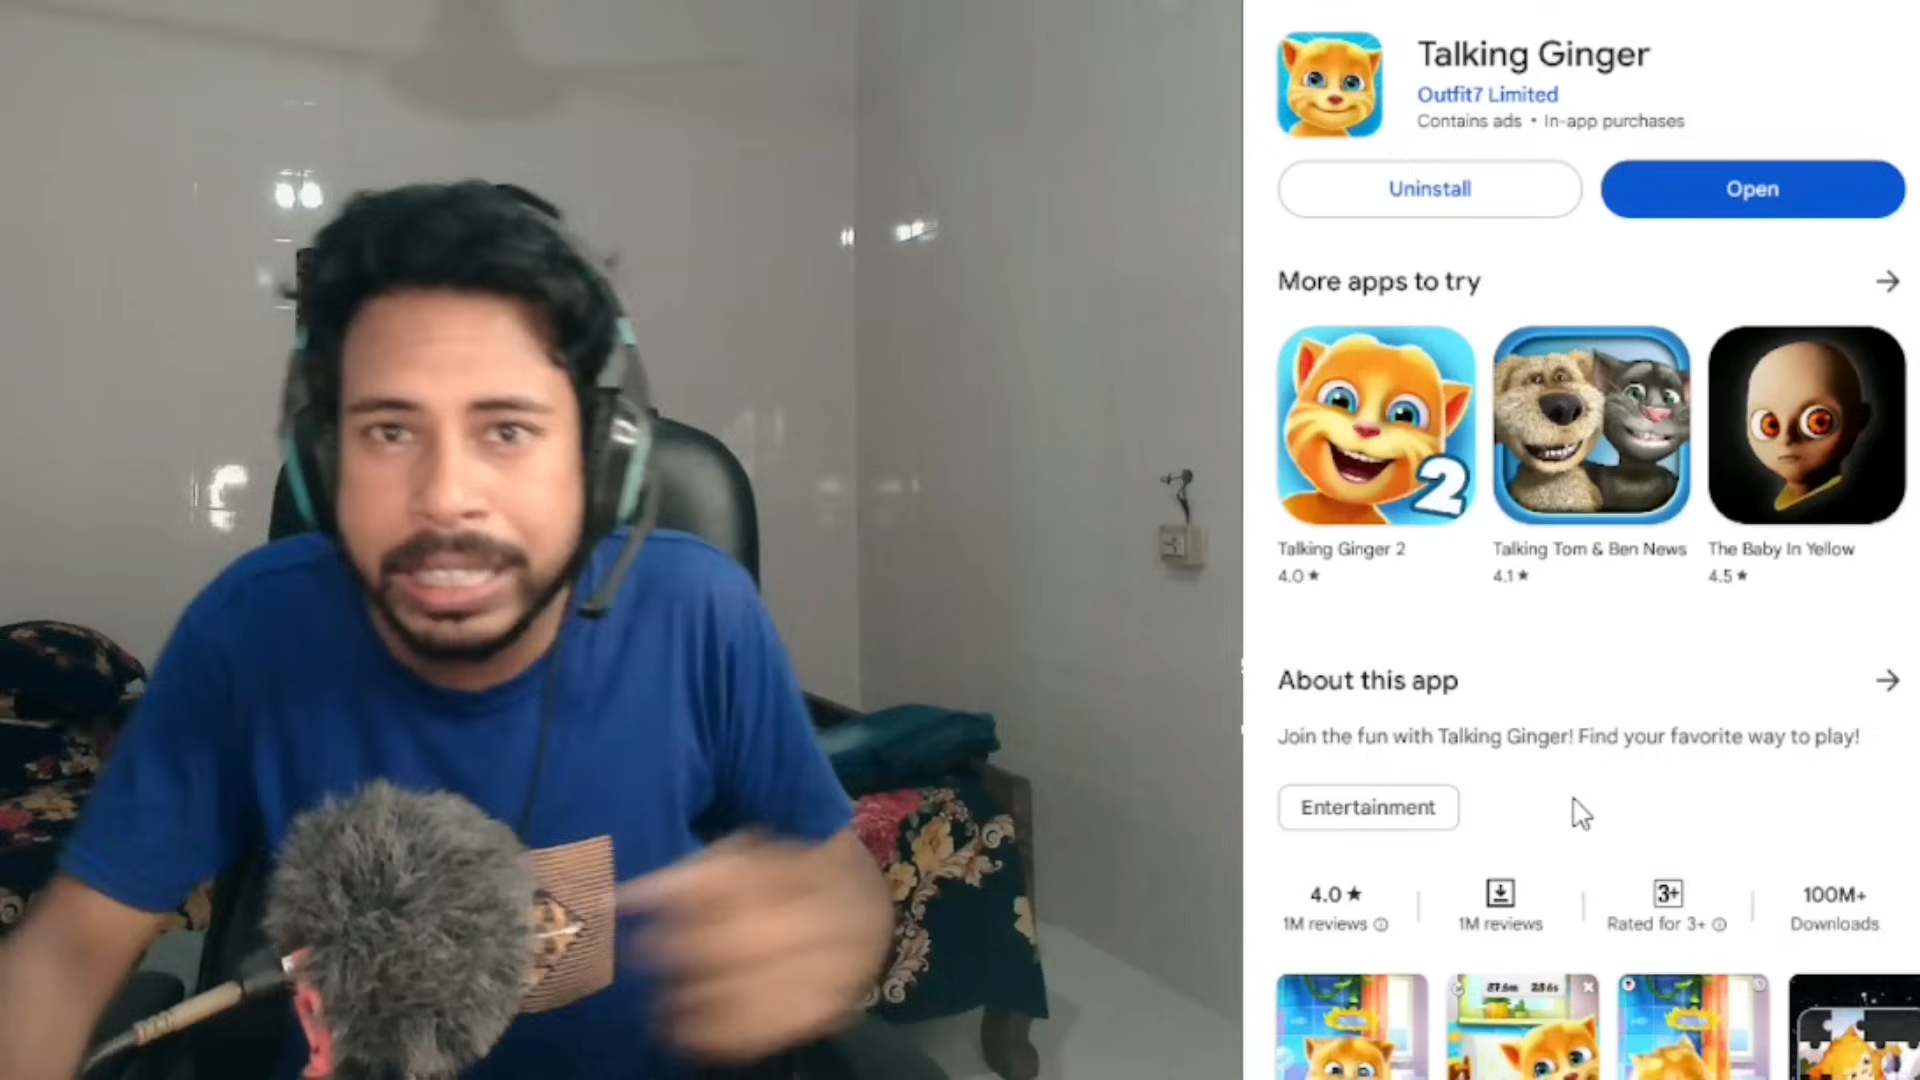 Talking Ginger
Outfit7 Limited
Contains ads • In-app purchases
Uninstall
Open
More apps to try
2
Talking Ginger 2
4.0★
Talking Tom & Ben News
4.1★
The Baby In Yellow
4.5★
About this app
Join the fun with Talking Ginger! Find your favorite way to play!
Entertainment
4.0★
1M reviews
1M reviews
3+
Rated for 3+
100M+
Downloads